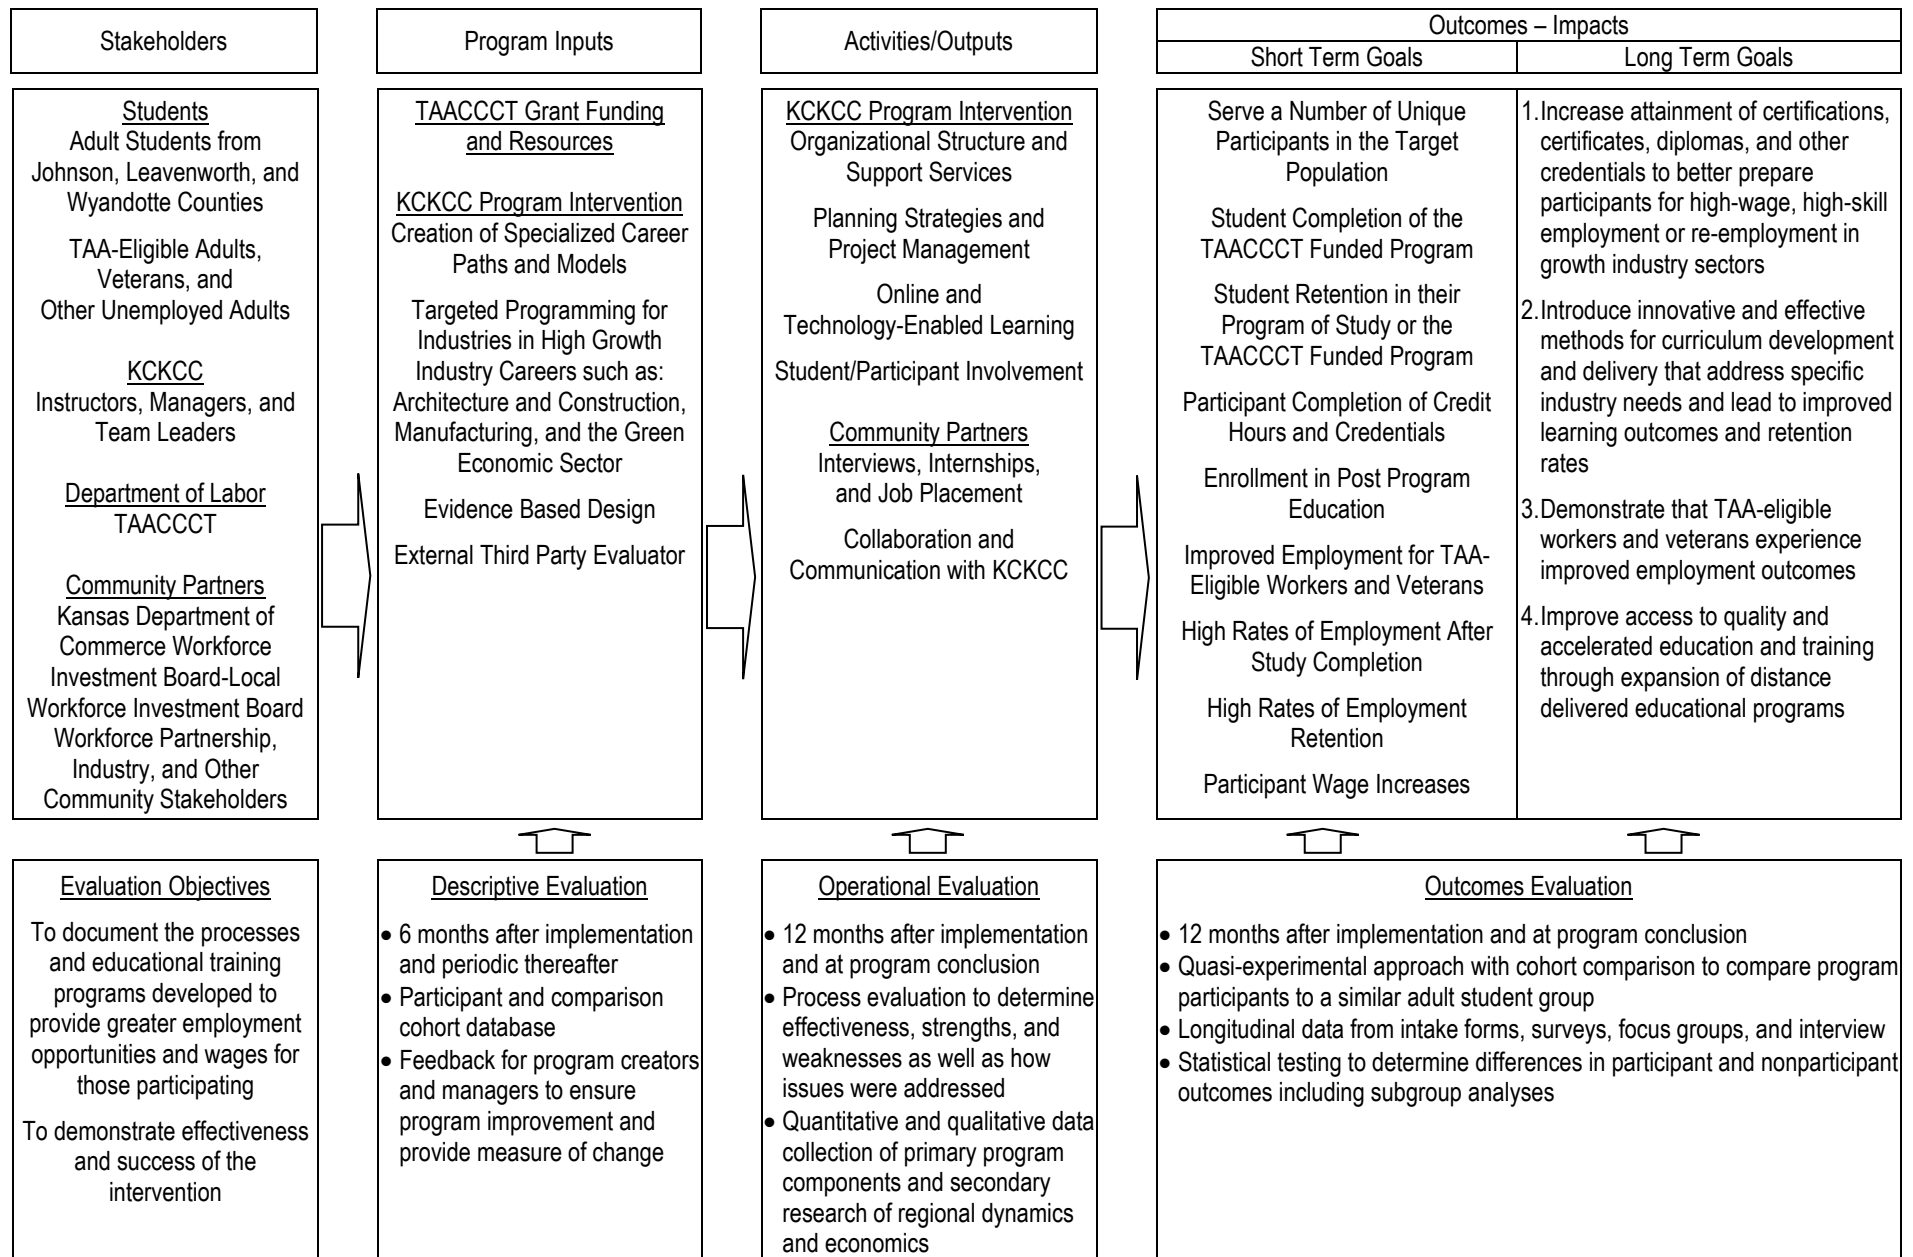 Stakeholders
Program Inputs
Activities/Outputs
Outcomes – Impacts
Short Term Goals
Long Term Goals
Students
Adult Students from
Johnson, Leavenworth, and
Wyandotte Counties
TAA-Eligible Adults,
Veterans, and
Other Unemployed Adults
KCKCC
Instructors, Managers, and
Team Leaders
Department of Labor
TAACCCT
Community Partners
Kansas Department of
Commerce Workforce
Investment Board-Local
Workforce Investment Board
Workforce Partnership,
Industry, and Other
Community Stakeholders
TAACCCT Grant Funding
and Resources
KCKCC Program Intervention
Creation of Specialized Career
Paths and Models
Targeted Programming for
Industries in High Growth
Industry Careers such as:
Architecture and Construction,
Manufacturing, and the Green
Economic Sector
Evidence Based Design
External Third Party Evaluator
KCKCC Program Intervention
Organizational Structure and
Support Services
Planning Strategies and
Project Management
Online and
Technology-Enabled Learning
Student/Participant Involvement
Community Partners
Interviews, Internships,
and Job Placement
Collaboration and
Communication with KCKCC
Serve a Number of Unique
Participants in the Target
Population
Student Completion of the
TAACCCT Funded Program
Student Retention in their
Program of Study or the
TAACCCT Funded Program
Participant Completion of Credit
Hours and Credentials
Enrollment in Post Program
Education
Improved Employment for TAA-
Eligible Workers and Veterans
High Rates of Employment After
Study Completion
High Rates of Employment
Retention
Participant Wage Increases
1.Increase attainment of certifications,
certificates, diplomas, and other
credentials to better prepare
participants for high-wage, high-skill
employment or re-employment in
growth industry sectors
2.Introduce innovative and effective
methods for curriculum development
and delivery that address specific
industry needs and lead to improved
learning outcomes and retention
rates
3.Demonstrate that TAA-eligible
workers and veterans experience
improved employment outcomes
4.Improve access to quality and
accelerated education and training
through expansion of distance
delivered educational programs
Evaluation Objectives
To document the processes
and educational training
programs developed to
provide greater employment
opportunities and wages for
those participating
To demonstrate effectiveness
and success of the
intervention
Descriptive Evaluation
• 6 months after implementation
and periodic thereafter
• Participant and comparison
cohort database
• Feedback for program creators
and managers to ensure
program improvement and
provide measure of change
Operational Evaluation
• 12 months after implementation
and at program conclusion
• Process evaluation to determine
effectiveness, strengths, and
weaknesses as well as how
issues were addressed
• Quantitative and qualitative data
collection of primary program
components and secondary
research of regional dynamics
and economics
Outcomes Evaluation
• 12 months after implementation and at program conclusion
• Quasi-experimental approach with cohort comparison to compare program
participants to a similar adult student group
• Longitudinal data from intake forms, surveys, focus groups, and interview
• Statistical testing to determine differences in participant and nonparticipant
outcomes including subgroup analyses